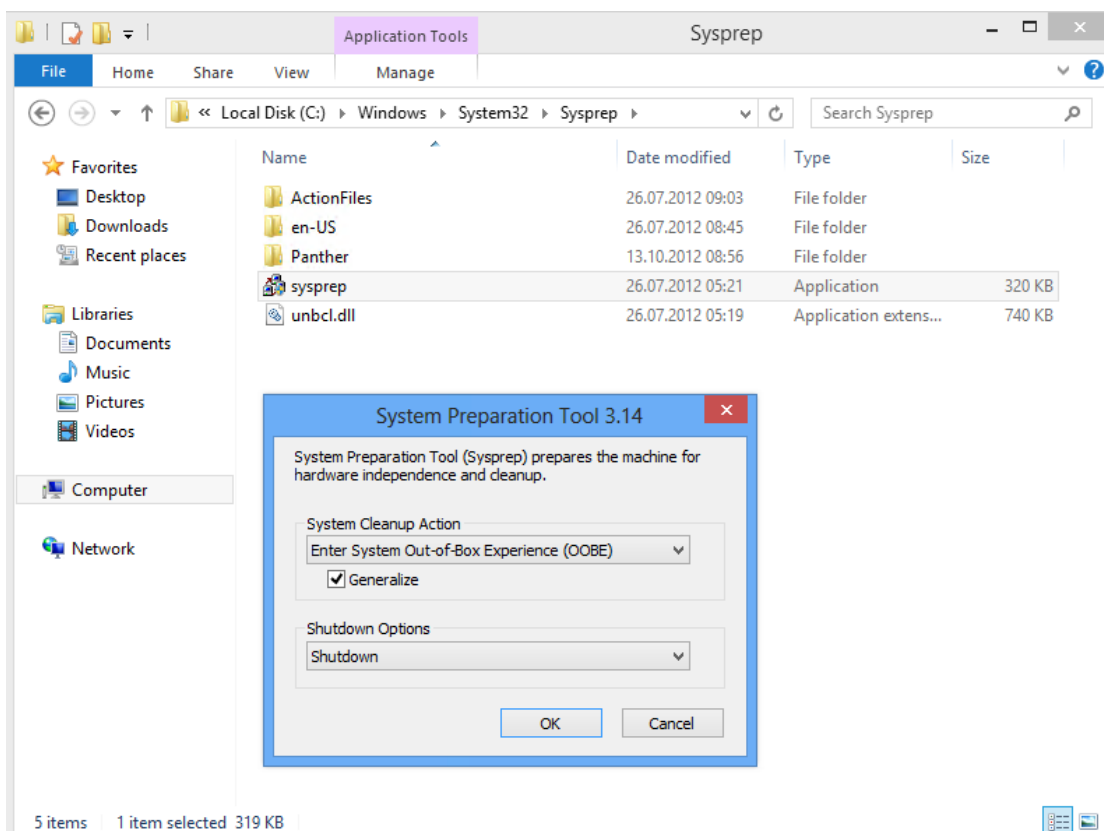 Application Tools
Sysprep
File
Home
Share
View
Manage
« Local Disk (C:) Windows System32 Sysprep
Search Sysprep
Favorites
Desktop
Downloads
Recent places
Libraries
Documents
Music
Pictures
Videos
Computer
Network
Name Date modified Type Size
ActionFiles 26.07.2012 09:03 File folder
en-US 26.07.2012 08:45 File folder
Panther 13.10.2012 08:56 File folder
sysprep 26.07.2012 05:21 Application 320 KB
unbcl.dll 26.07.2012 05:19 Application extens... 740 KB
System Preparation Tool 3.14
System Preparation Tool (Sysprep) prepares the machine for
hardware independence and cleanup.
System Cleanup Action
Enter System Out-of-Box Experience (OOBE)
Generalize
Shutdown Options
Shutdown
OK
Cancel
5 items 1 item selected 319 KB